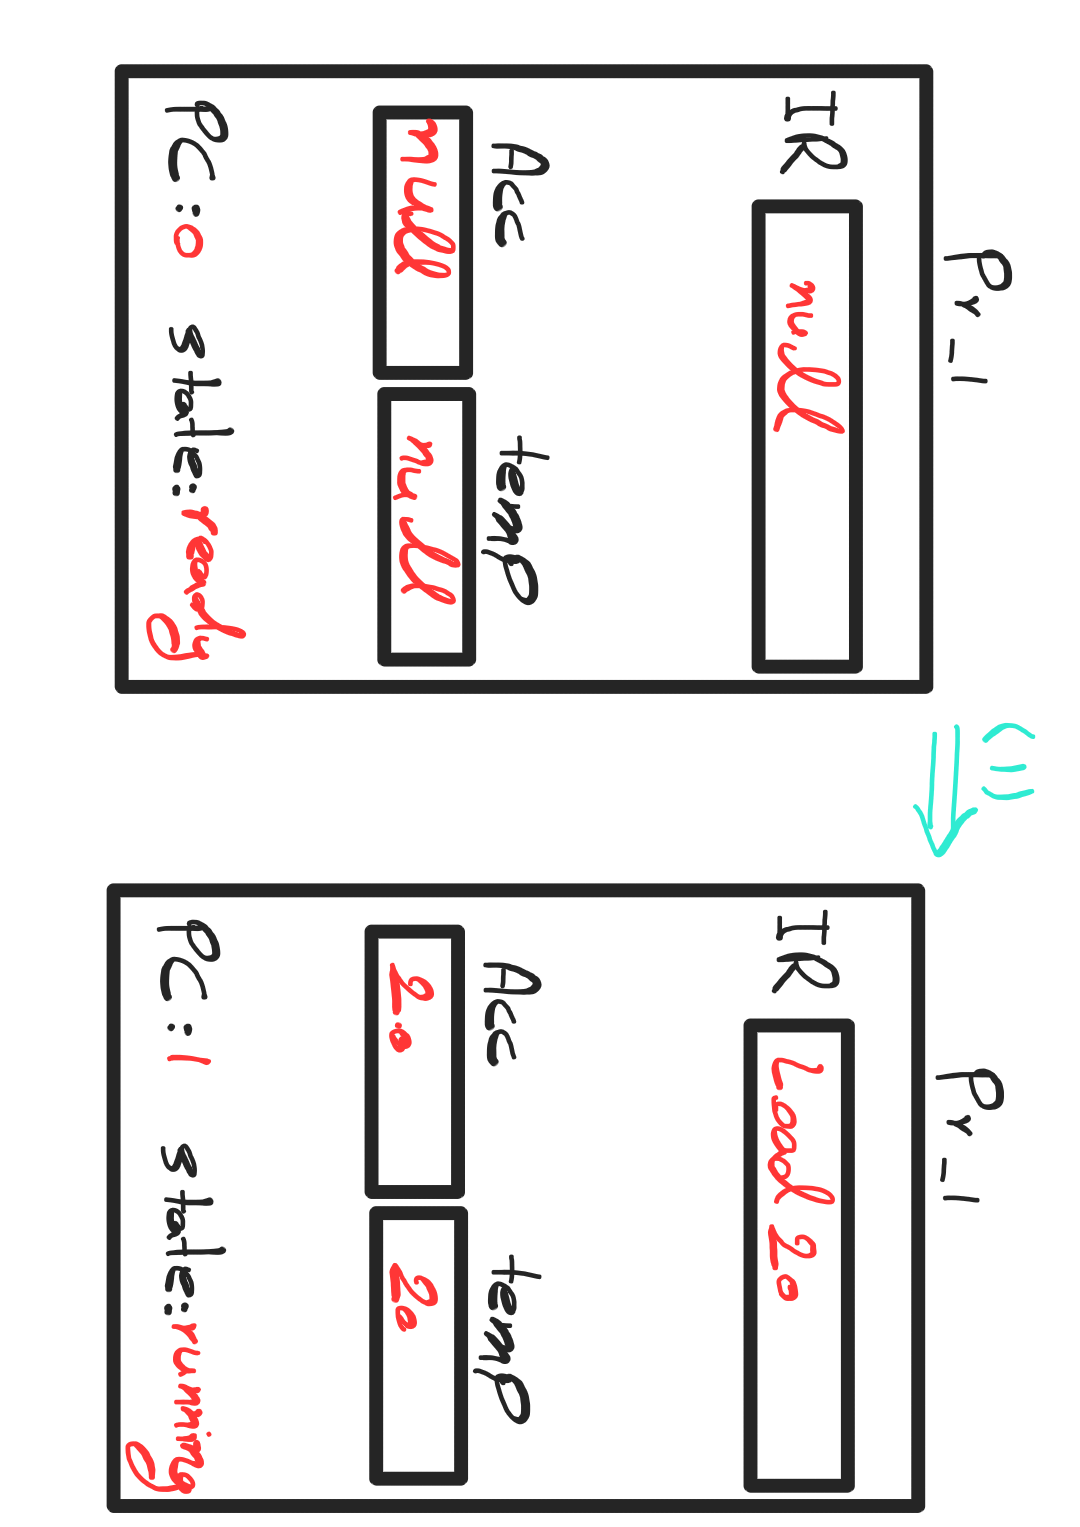 Pr_1
IR null
Acc temp
null null
PC:0 state:ready
(1)
Pr_1
IR Load 20
Acc temp
20 20
PC:1 state:running